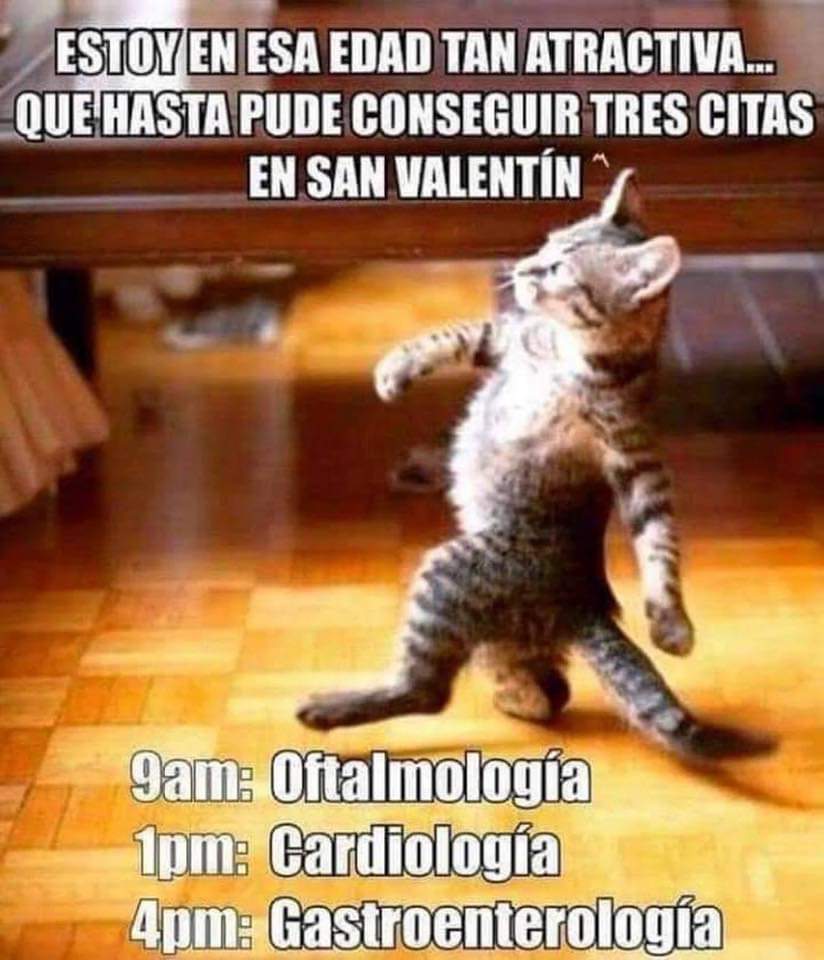 ESTOY EN ESA EDAD TAN ATRACTIVA...
QUE HASTA PUDE CONSEGUIR TRES CITAS
EN SAN VALENTÍN
9am: Oftalmología
1pm: Cardiología
4pm: Gastroenterología